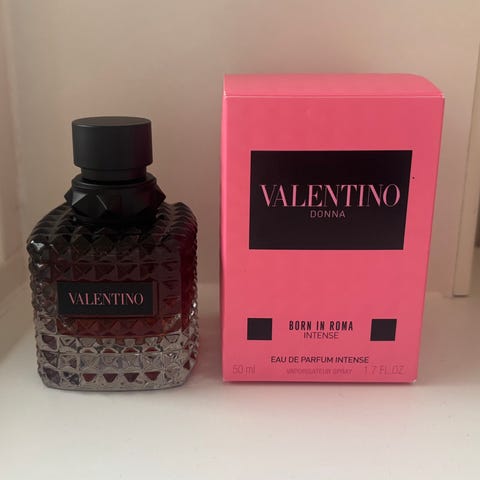 VALENTINO
VALENTINO
DONNA
BORN IN ROMA
INTENSE
EAU DE PARFUM INTENSE
50 ml VAPORISATEUR SPRAY 1.7 FL.OZ